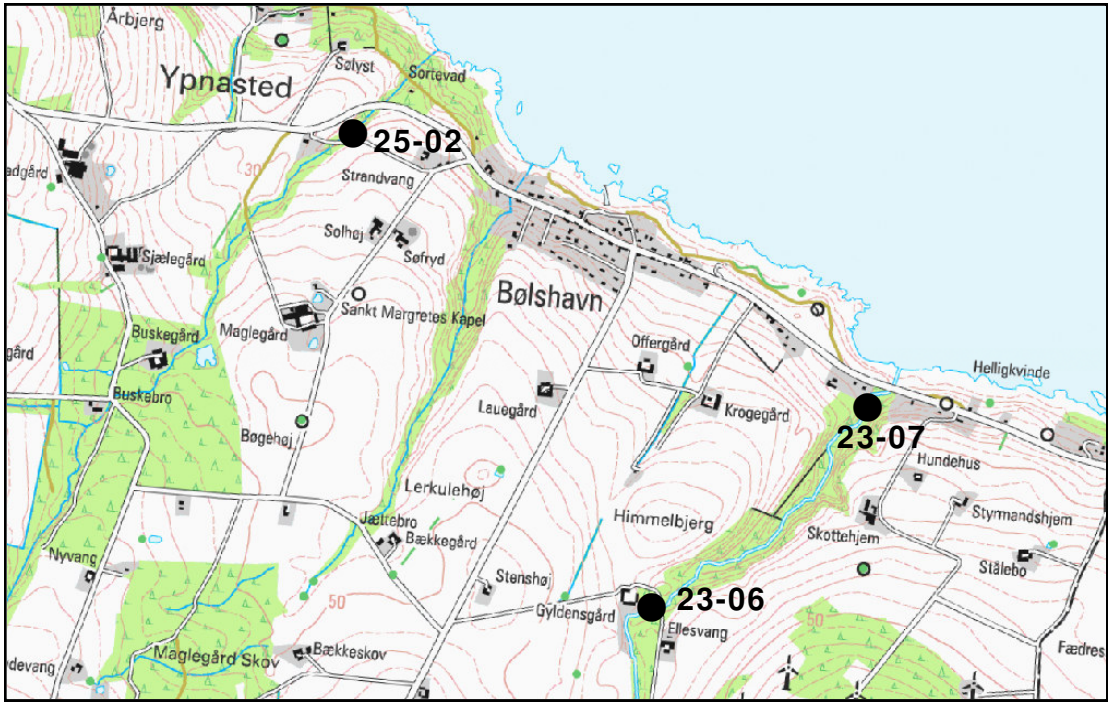 Årbjerg
Sølyst
Sortevad
Ypnasted
25-02
adgård
30
Strandvang
Solhøj
Søfryd
Sjælegård
Bølshavn
Sankt Margretes Kapel
Maglegård
Buskegård
gård
Offergård
Helligkvinde
Buskebro
Lauegård
Krogegård
23-07
Bøgehøj
Hundehus
Lerkulehøj
Styrmandshjem
Jættebro
Himmelbjerg
Bækkegård
Skottehjem
Nyvang
Stålebo
Stenshøj
50
Gyldensgård
23-06
50
Ellesvang
Maglegård Skov
Bækkeskov
Fædres
devang